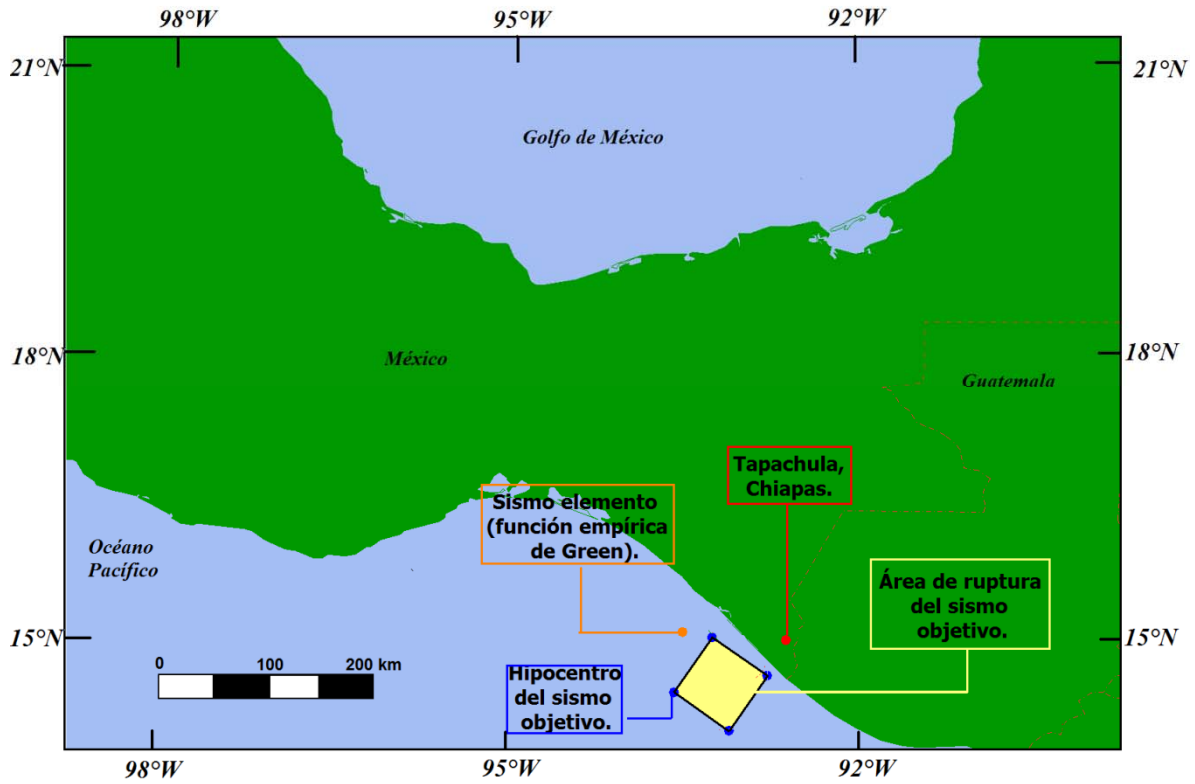 98°W 95°W 92°W
21°N 21°N
Golfo de México
18°N 18°N
México
Guatemala
Tapachula,
Chiapas.
Sismo elemento
(función empírica
de Green).
Océano
Pacífico
Área de ruptura
del sismo
objetivo.
15°N 15°N
0 100 200 km
Hipocentro
del sismo
objetivo.
98°W 95°W 92°W